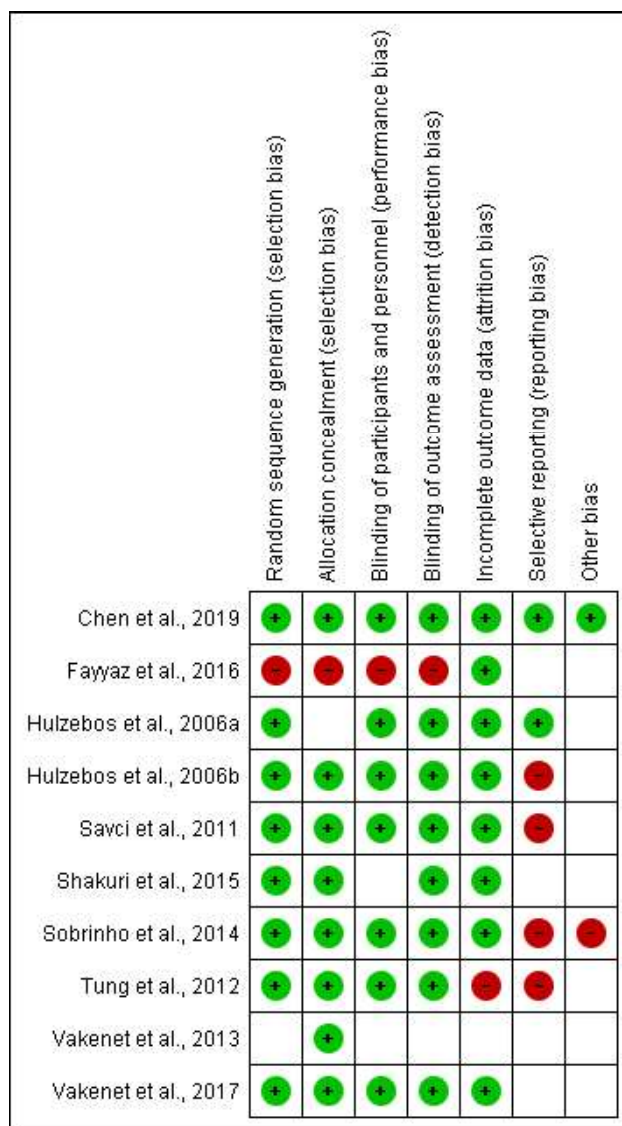 Random sequence generation (selection bias)
Allocation concealment (selection bias)
Blinding of participants and personnel (performance bias)
Blinding of outcome assessment (detection bias)
Incomplete outcome data (attrition bias)
Selective reporting (reporting bias)
Other bias
Chen et al., 2019 + + + + + + +
Fayyaz et al., 2016 - - - - +
Hulzebos et al., 2006a + + + + +
Hulzebos et al., 2006b + + + + + -
Savci et al., 2011 + + + + + -
Shakuri et al., 2015 + + + +
Sobrinho et al., 2014 + + + + + - -
Tung et al., 2012 + + + + - -
Vakenet et al., 2013 +
Vakenet et al., 2017 + + + + +